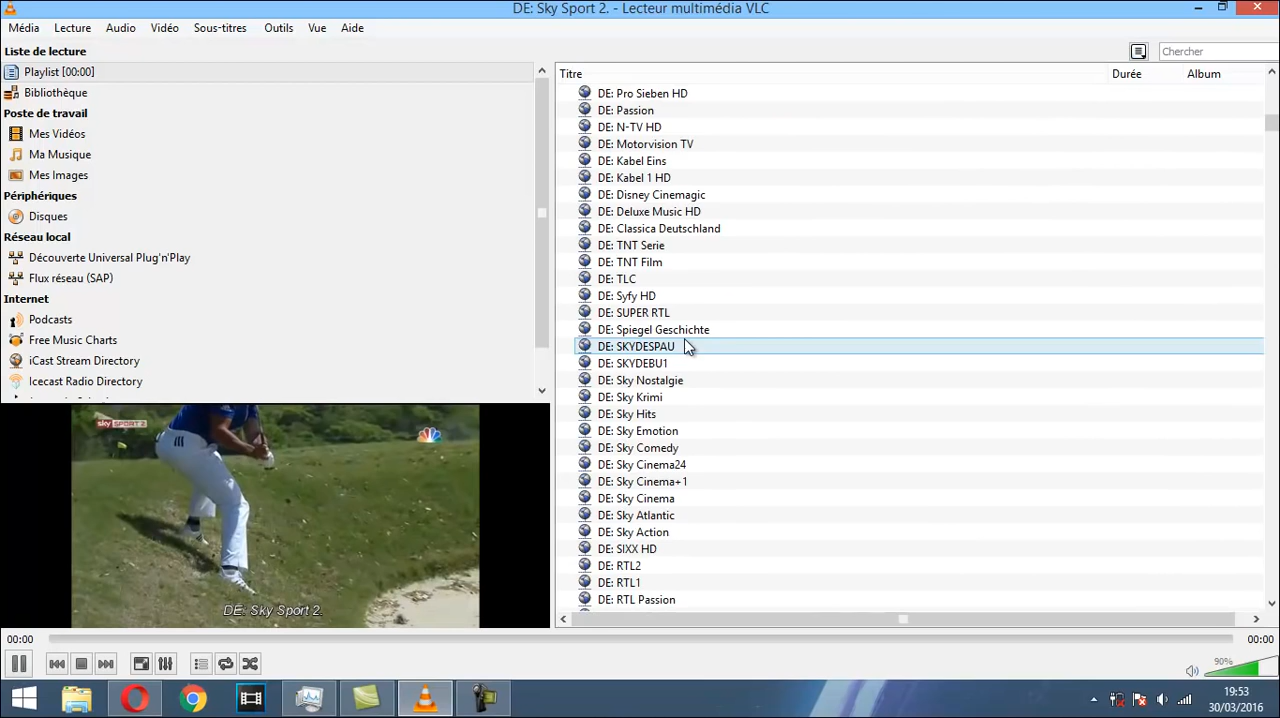 DE: Sky Sport 2. - Lecteur multimédia VLC
Média Lecture Audio Vidéo Sous-titres Outils Vue Aide
Liste de lecture
Chercher
Playlist [00:00]
Bibliothèque
Poste de travail
Mes Vidéos
Ma Musique
Mes Images
Périphériques
Disques
Réseau local
Découverte Universal Plug'n'Play
Flux réseau (SAP)
Internet
Podcasts
Free Music Charts
iCast Stream Directory
Icecast Radio Directory
Titre Durée Album
DE: Pro Sieben HD
DE: Passion
DE: N-TV HD
DE: Motorvision TV
DE: Kabel Eins
DE: Kabel 1 HD
DE: Disney Cinemagic
DE: Deluxe Music HD
DE: Classica Deutschland
DE: TNT Serie
DE: TNT Film
DE: TLC
DE: Syfy HD
DE: SUPER RTL
DE: Spiegel Geschichte
DE: SKYDESPAU
DE: SKYDEBU1
DE: Sky Nostalgie
DE: Sky Krimi
DE: Sky Hits
DE: Sky Emotion
DE: Sky Comedy
DE: Sky Cinema24
DE: Sky Cinema+1
DE: Sky Cinema
DE: Sky Atlantic
DE: Sky Action
DE: SIXX HD
DE: RTL2
DE: RTL1
DE: RTL Passion
sky SPORT 2
DE: Sky Sport 2.
00:00 00:00
90%
19:53
30/03/2016